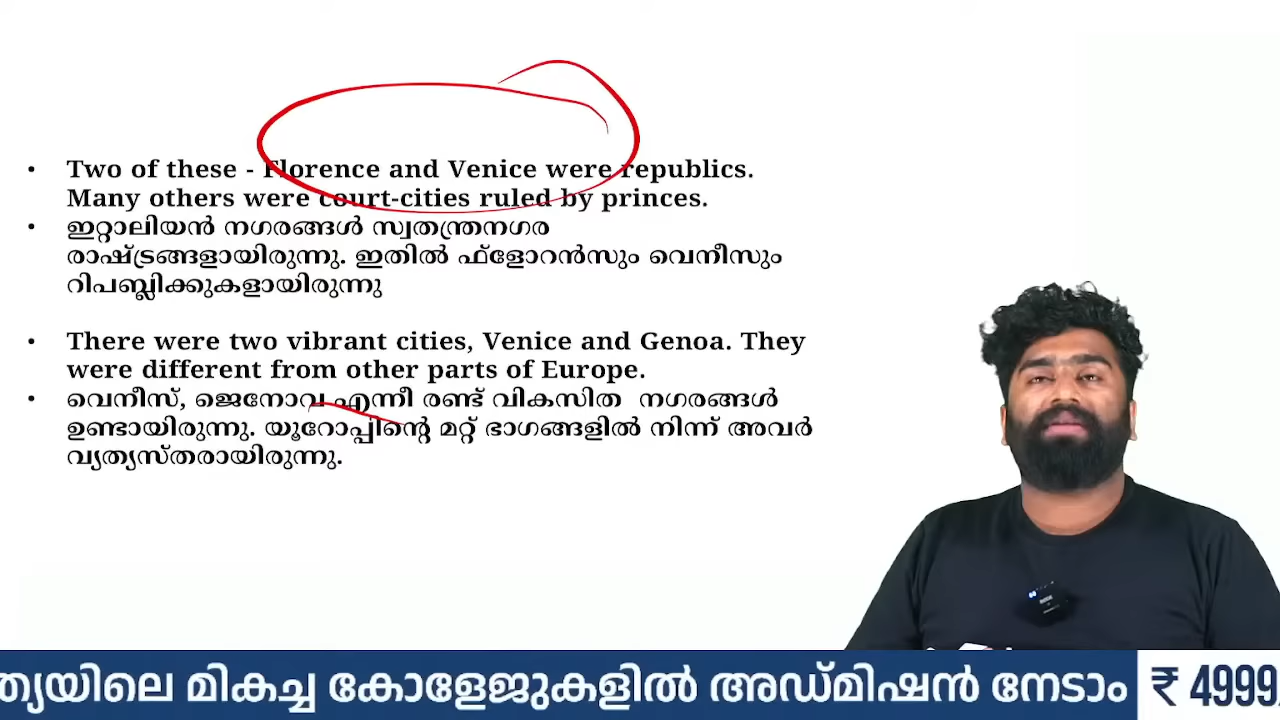 • Two of these - Florence and Venice were republics.
Many others were court-cities ruled by princes.
• ഇറ്റാലിയൻ നഗരങ്ങൾ സ്വതന്ത്രനഗര
രാഷ്ട്രങ്ങളായിരുന്നു. ഇതിൽ ഫ്ളോറൻസും വെനീസും
റിപബ്ലിക്കുകളായിരുന്നു
• There were two vibrant cities, Venice and Genoa. They
were different from other parts of Europe.
• വെനീസ്, ജെനോവ എന്നീ രണ്ട് വികസിത നഗരങ്ങൾ
ഉണ്ടായിരുന്നു. യൂറോപ്പിന്റെ മറ്റ് ഭാഗങ്ങളിൽ നിന്ന് അവർ
വ്യത്യസ്തരായിരുന്നു.
ത്യയിലെ മികച്ച കോളേജുകളിൽ അഡ്മിഷൻ നേടാം ₹ 4999